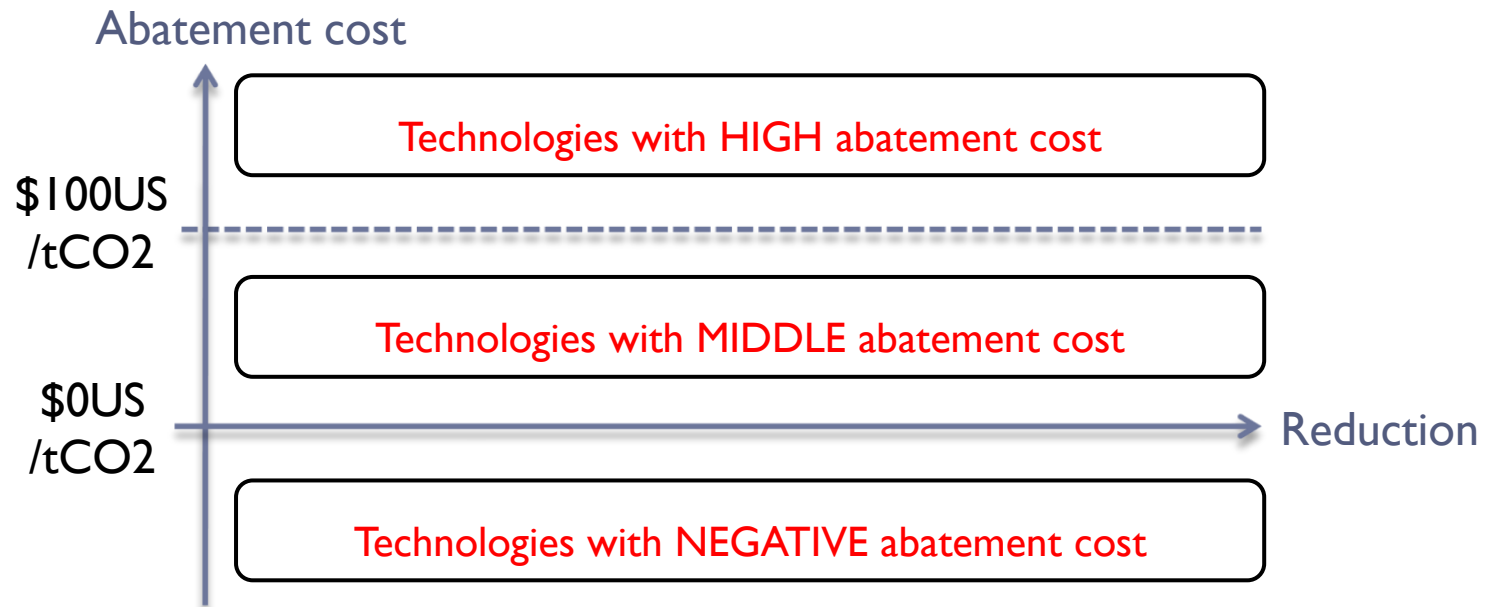 Abatement cost
Technologies with HIGH abatement cost
$100US
/tCO2
Technologies with MIDDLE abatement cost
$0US
/tCO2
Reduction
Technologies with NEGATIVE abatement cost